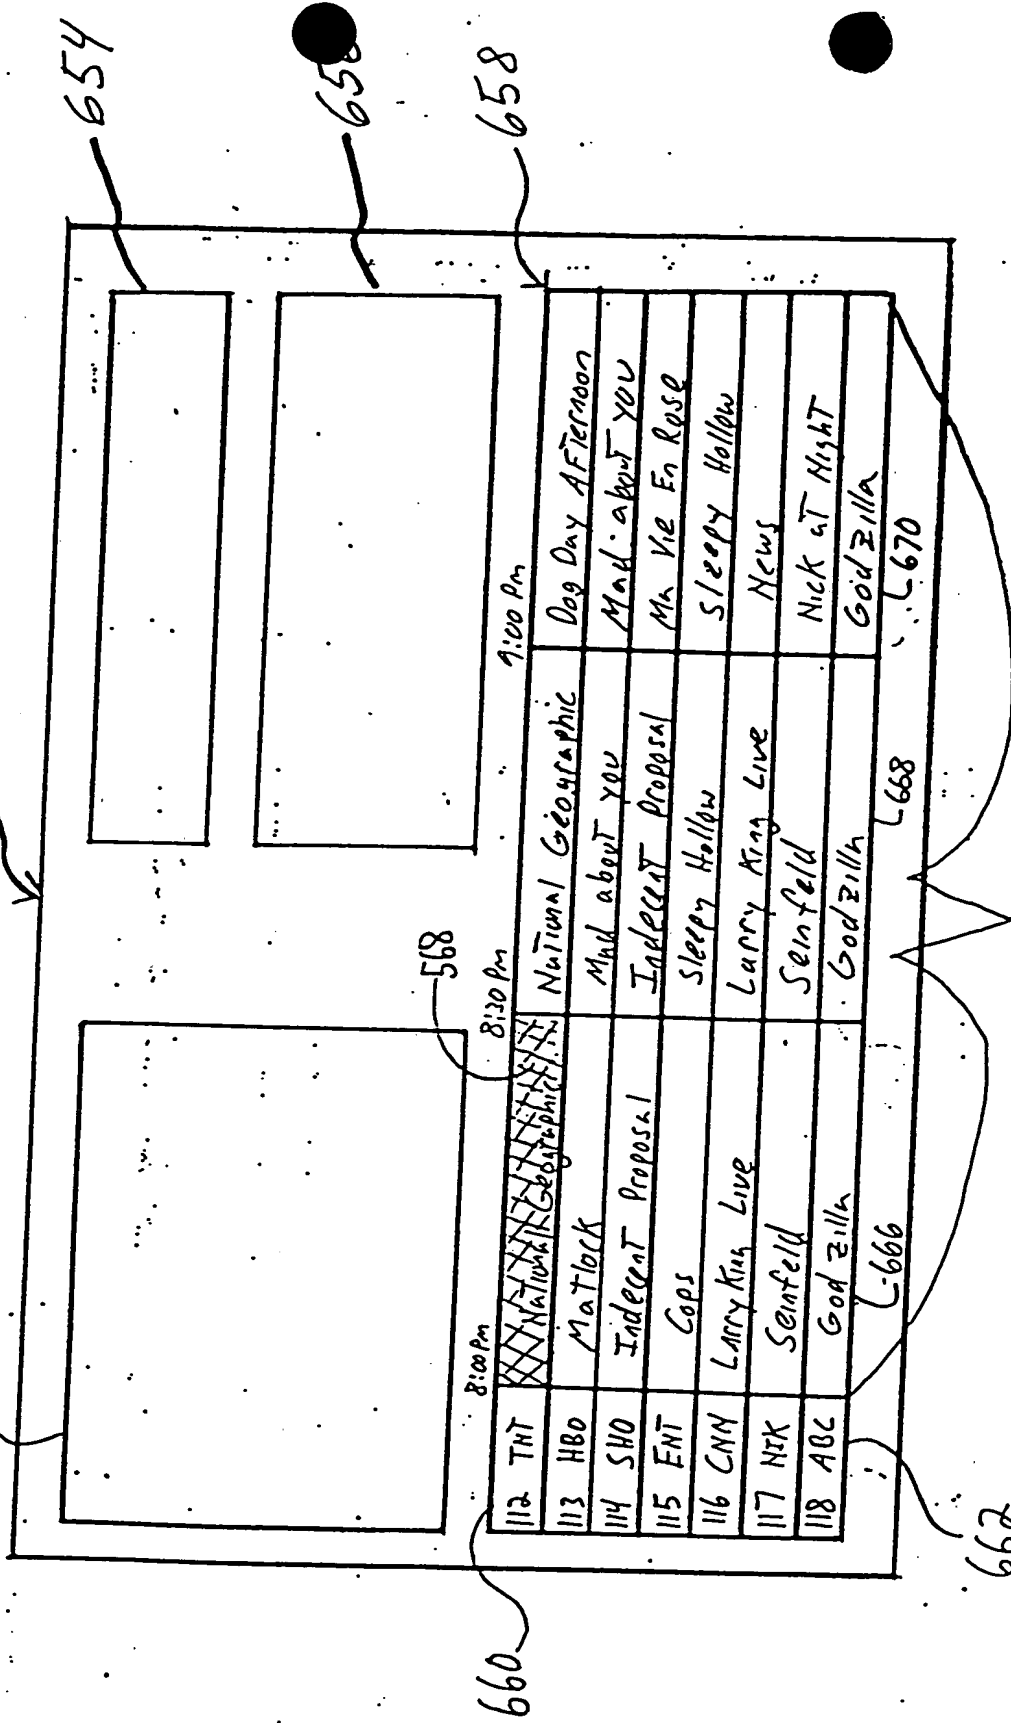 654
658
568
8:00 Pm 8:30 Pm 9:00 Pm
660
112 TNT National Geographic National Geographic Dog Day Afternoon
113 HBO Matlock Mad about you Mad about you
114 SHO Indecent Proposal Indecent Proposal Ma Vie En Rose
115 ENT Cops Sleepy Hollow Sleepy Hollow
116 CNN Larry King Live Larry King Live News
117 NIK Seinfeld Seinfeld Nick at Night
118 ABC God zilla God zilla God zilla
662 666 668 670